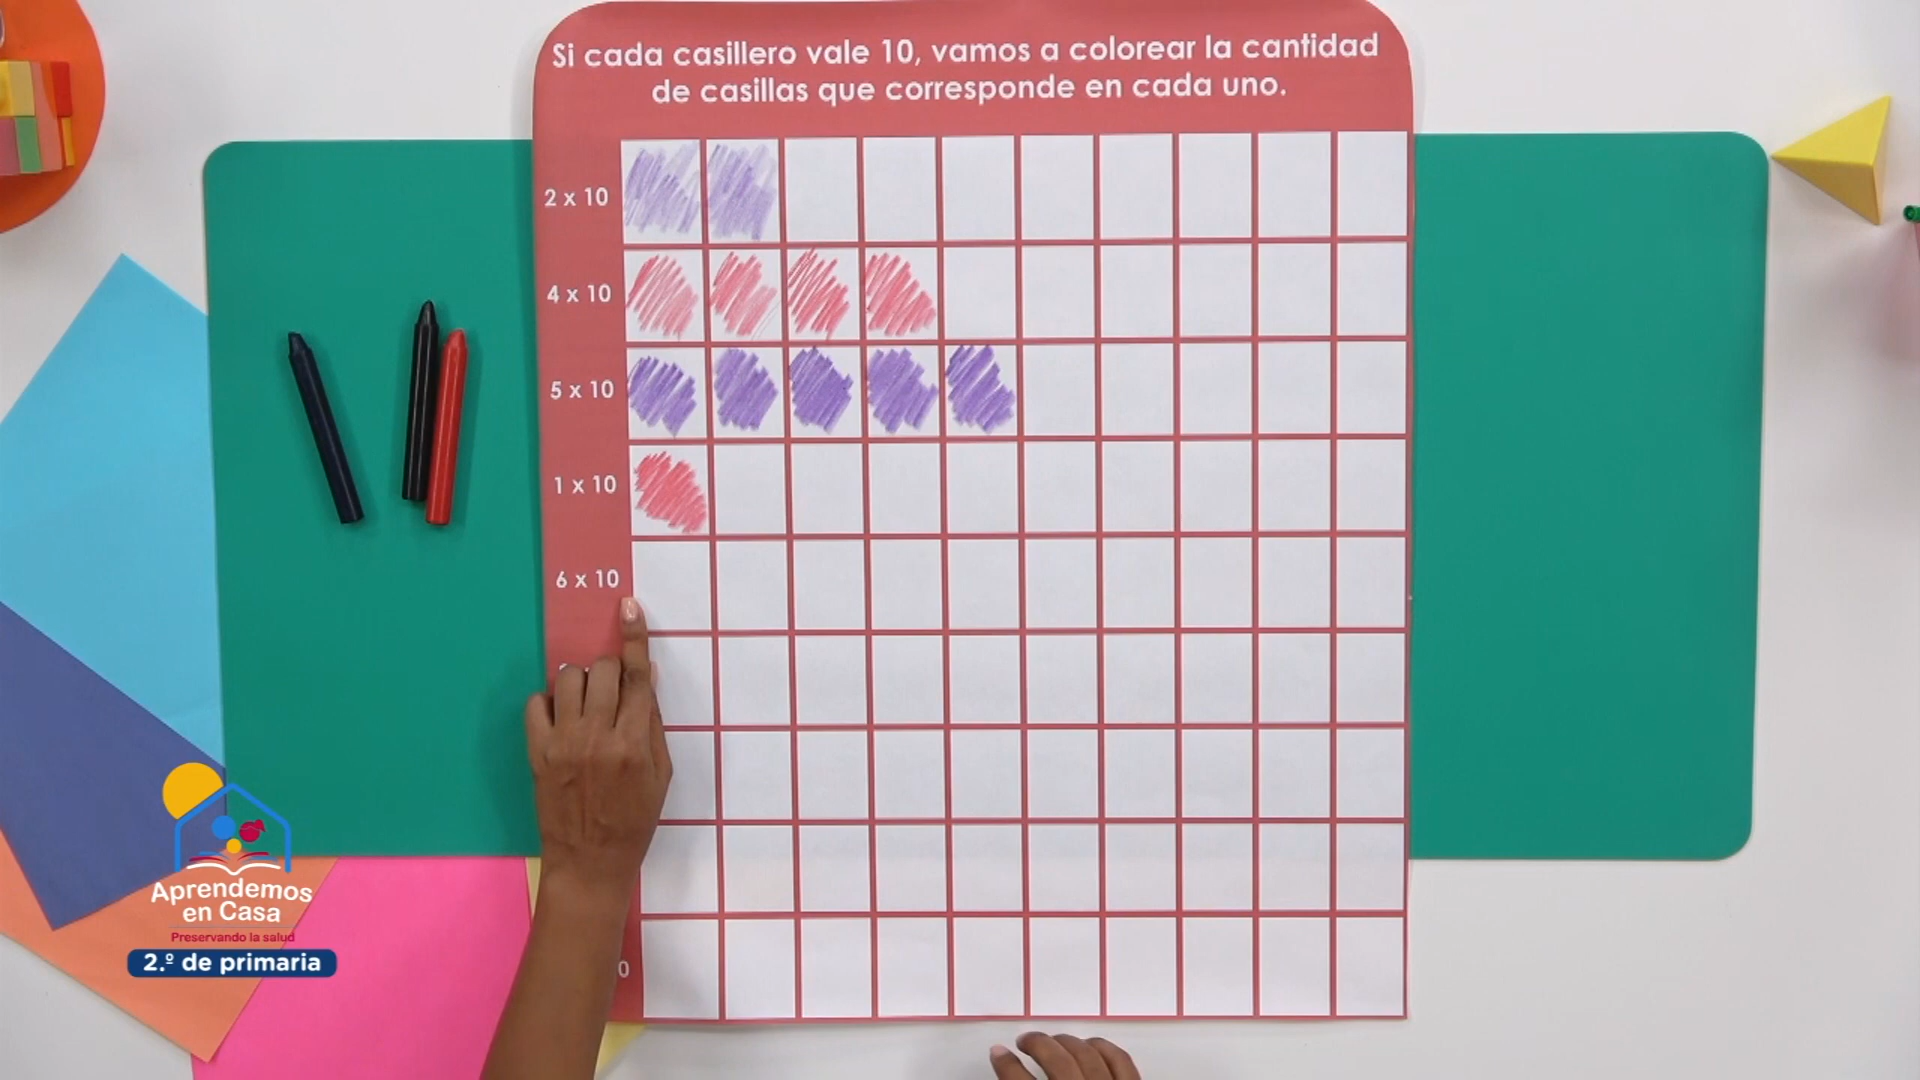 Si cada casillero vale 10, vamos a colorear la cantidad
de casillas que corresponde en cada uno.
2 x 10
4 x 10
5 x 10
1 x 10
6 x 10
0
Aprendemos
en Casa
Preservando la salud
2.º de primaria